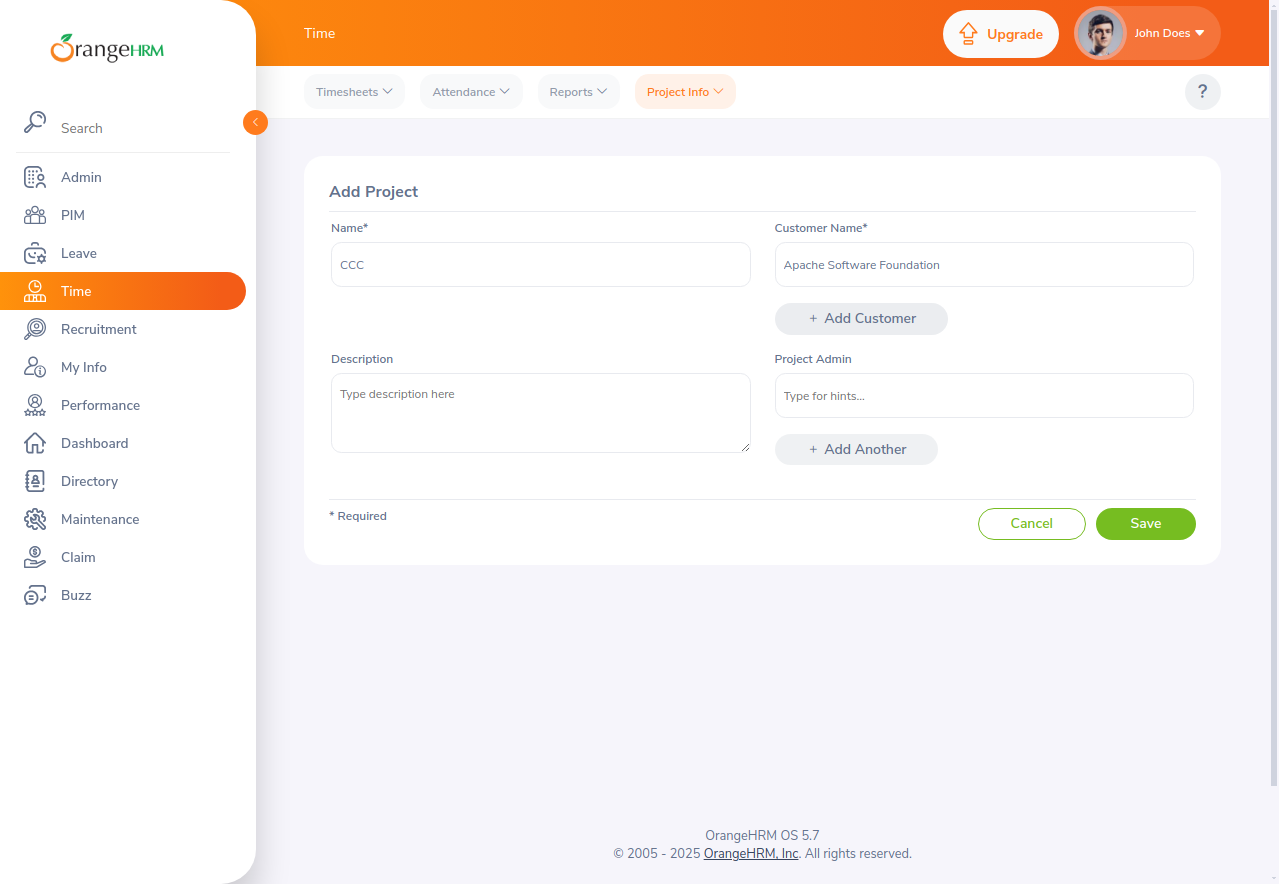 OrangeHRM
Time
Upgrade
John Does
Timesheets
Attendance
Reports
Project Info
?
Search
Admin
PIM
Leave
Time
Recruitment
My Info
Performance
Dashboard
Directory
Maintenance
Claim
Buzz
Add Project
Name*
Customer Name*
CCC
Apache Software Foundation
+ Add Customer
Description
Project Admin
Type description here
Type for hints...
+ Add Another
* Required
Cancel
Save
OrangeHRM OS 5.7
© 2005 - 2025 OrangeHRM, Inc. All rights reserved.